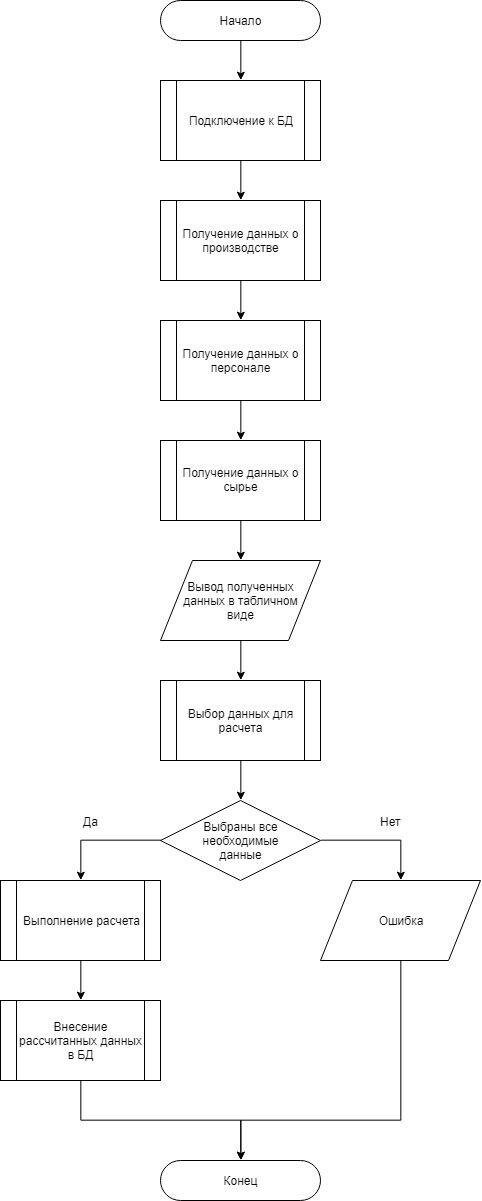 Начало
Подключение к БД
Получение данных о
производстве
Получение данных о
персонале
Получение данных о
сырье
Вывод полученных
данных в табличном
виде
Выбор данных для
расчета
Да
Выбраны все
необходимые
данные
Нет
Выполнение расчета
Ошибка
Внесение
рассчитанных данных
в БД
Конец